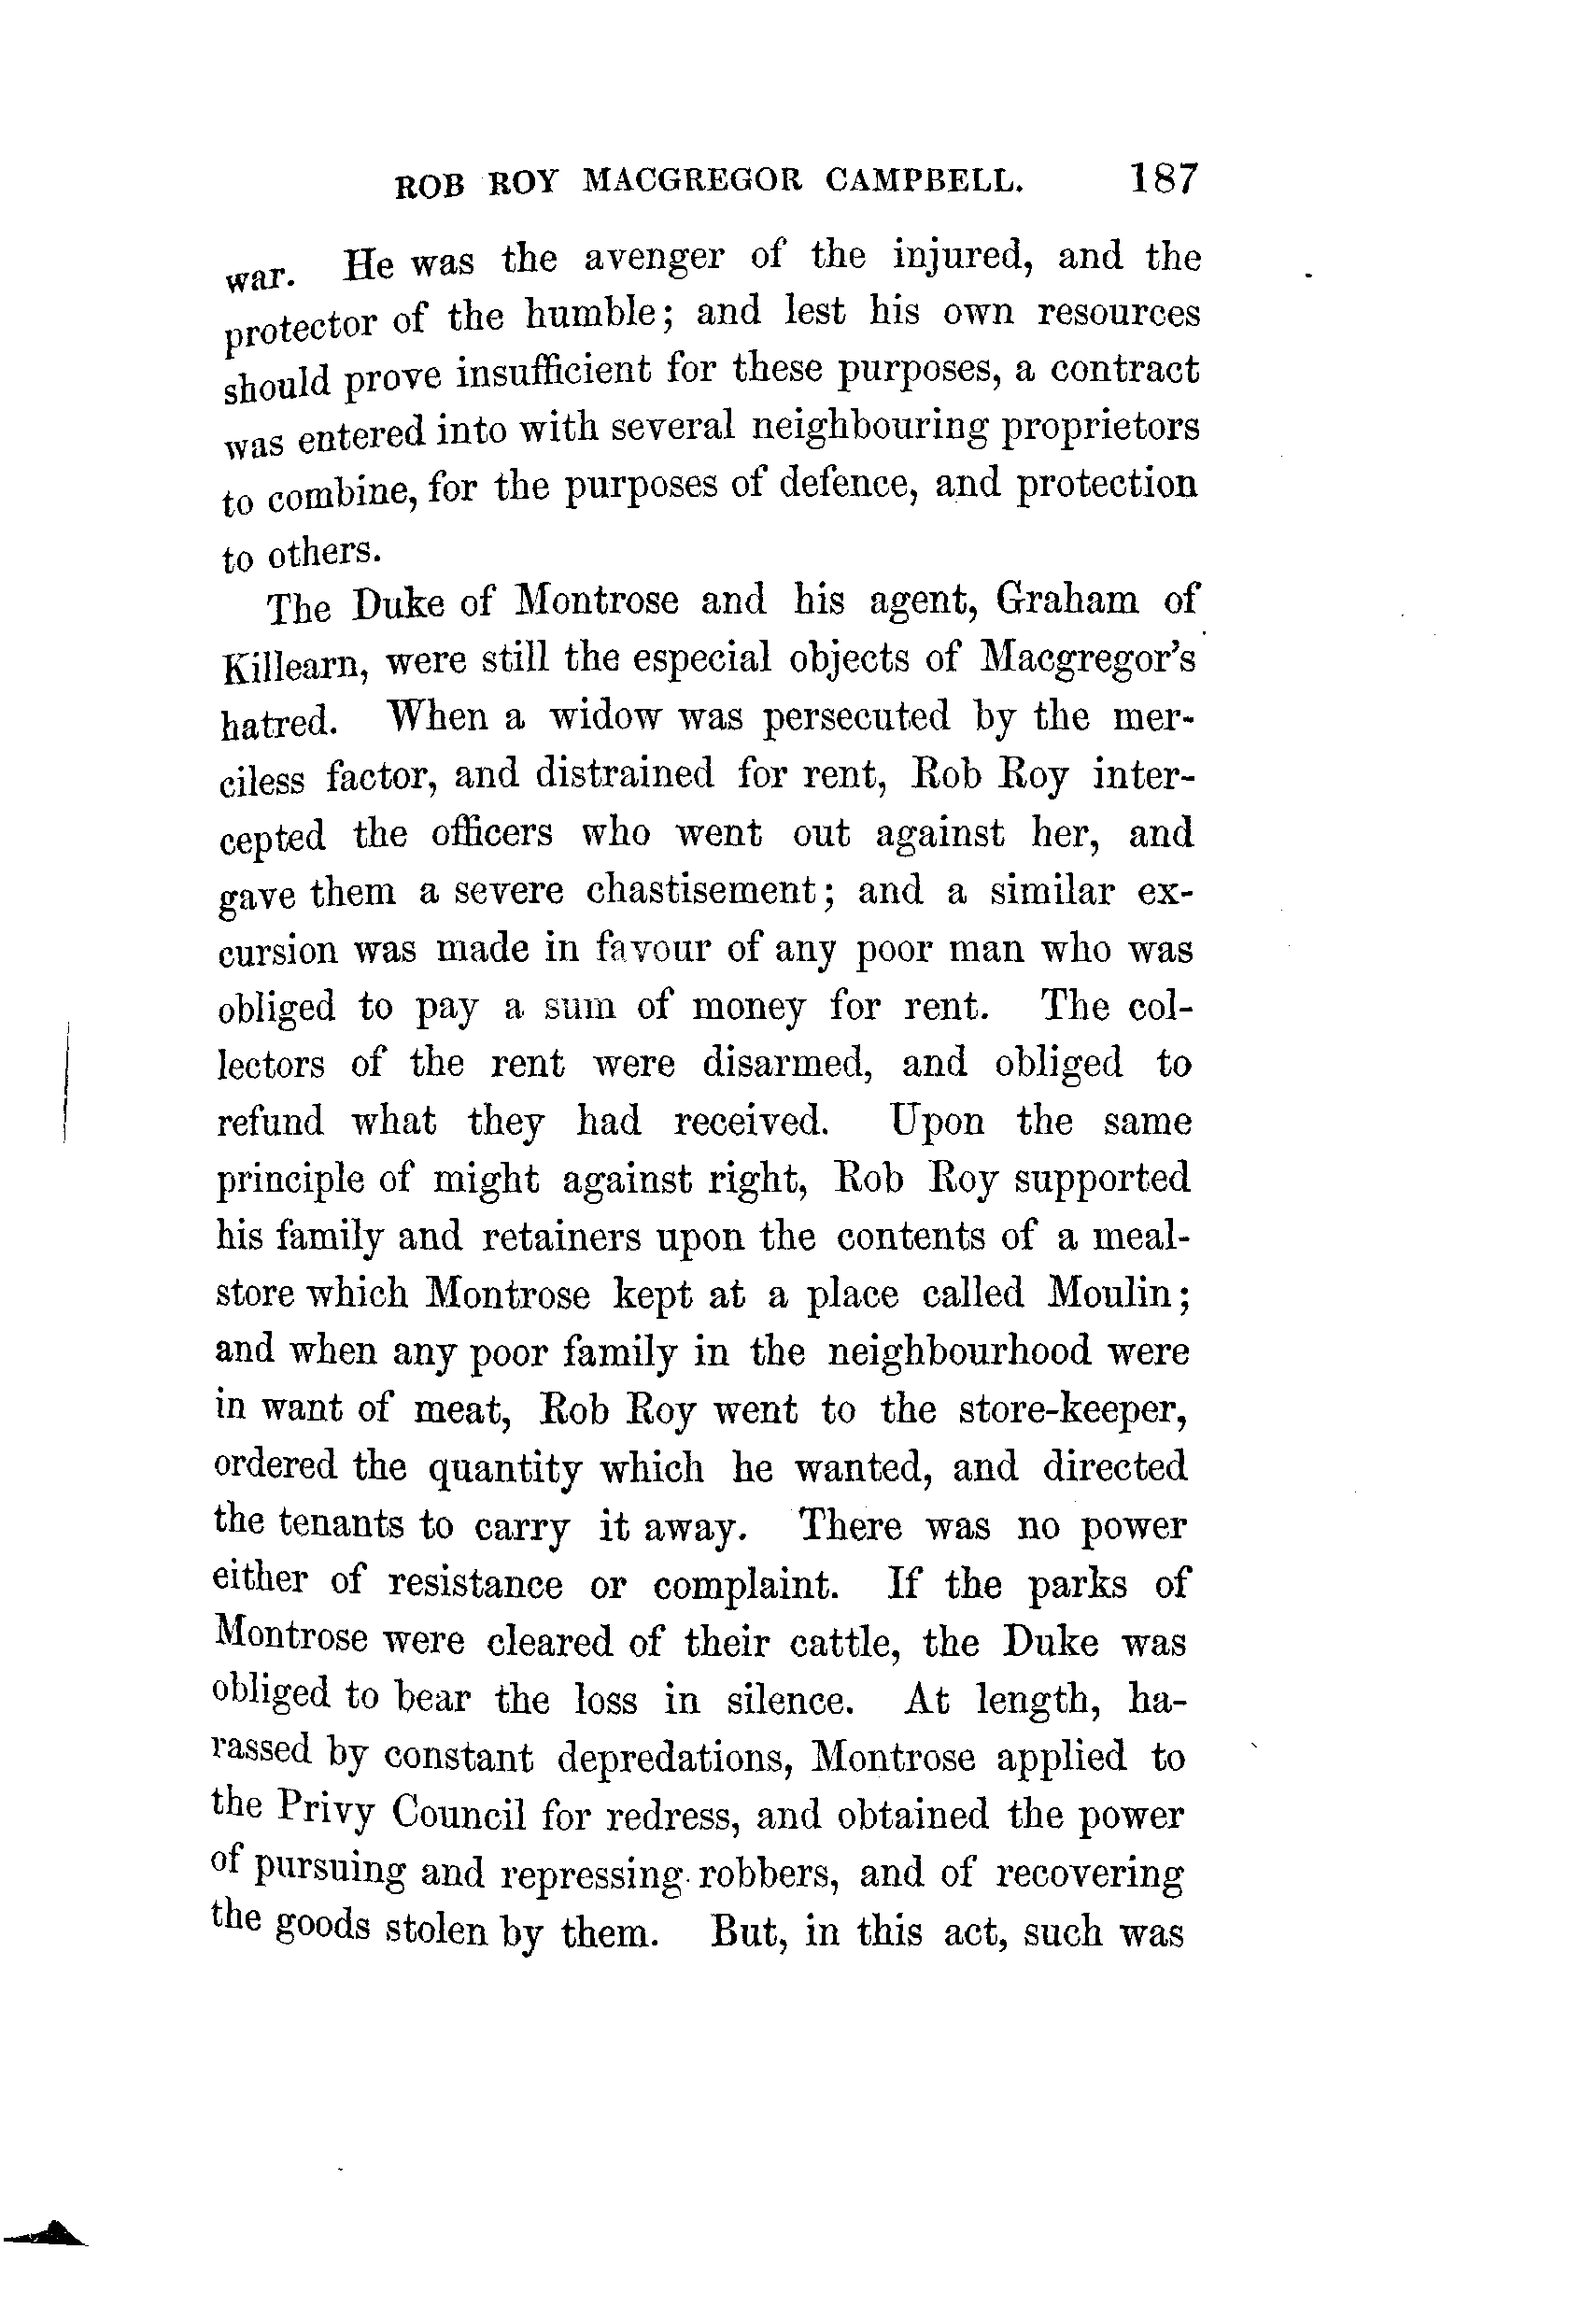 ROB ROY MACGREGOR CAMPBELL. 187
war. He was the avenger of the injured, and the
protector of the humble; and lest his own resources
should prove insufficient for these purposes, a contract
was entered into with several neighbouring proprietors
to combine, for the purposes of defence, and protection
to others.
The Duke of Montrose and his agent, Graham of
Killearn, were still the especial objects of Macgregor's
hatred. When a widow was persecuted by the mer-
ciless factor, and distrained for rent, Rob Roy inter-
cepted the officers who went out against her, and
gave them a severe chastisement; and a similar ex-
cursion was made in favour of any poor man who was
obliged to pay a sum of money for rent. The col-
lectors of the rent were disarmed, and obliged to
refund what they had received. Upon the same
principle of might against right, Rob Roy supported
his family and retainers upon the contents of a meal-
store which Montrose kept at a place called Moulin;
and when any poor family in the neighbourhood were
in want of meat, Rob Roy went to the store-keeper,
ordered the quantity which he wanted, and directed
the tenants to carry it away. There was no power
either of resistance or complaint. If the parks of
Montrose were cleared of their cattle, the Duke was
obliged to bear the loss in silence. At length, ha-
rassed by constant depredations, Montrose applied to
the Privy Council for redress, and obtained the power
of pursuing and repressing robbers, and of recovering
the goods stolen by them. But, in this act, such was